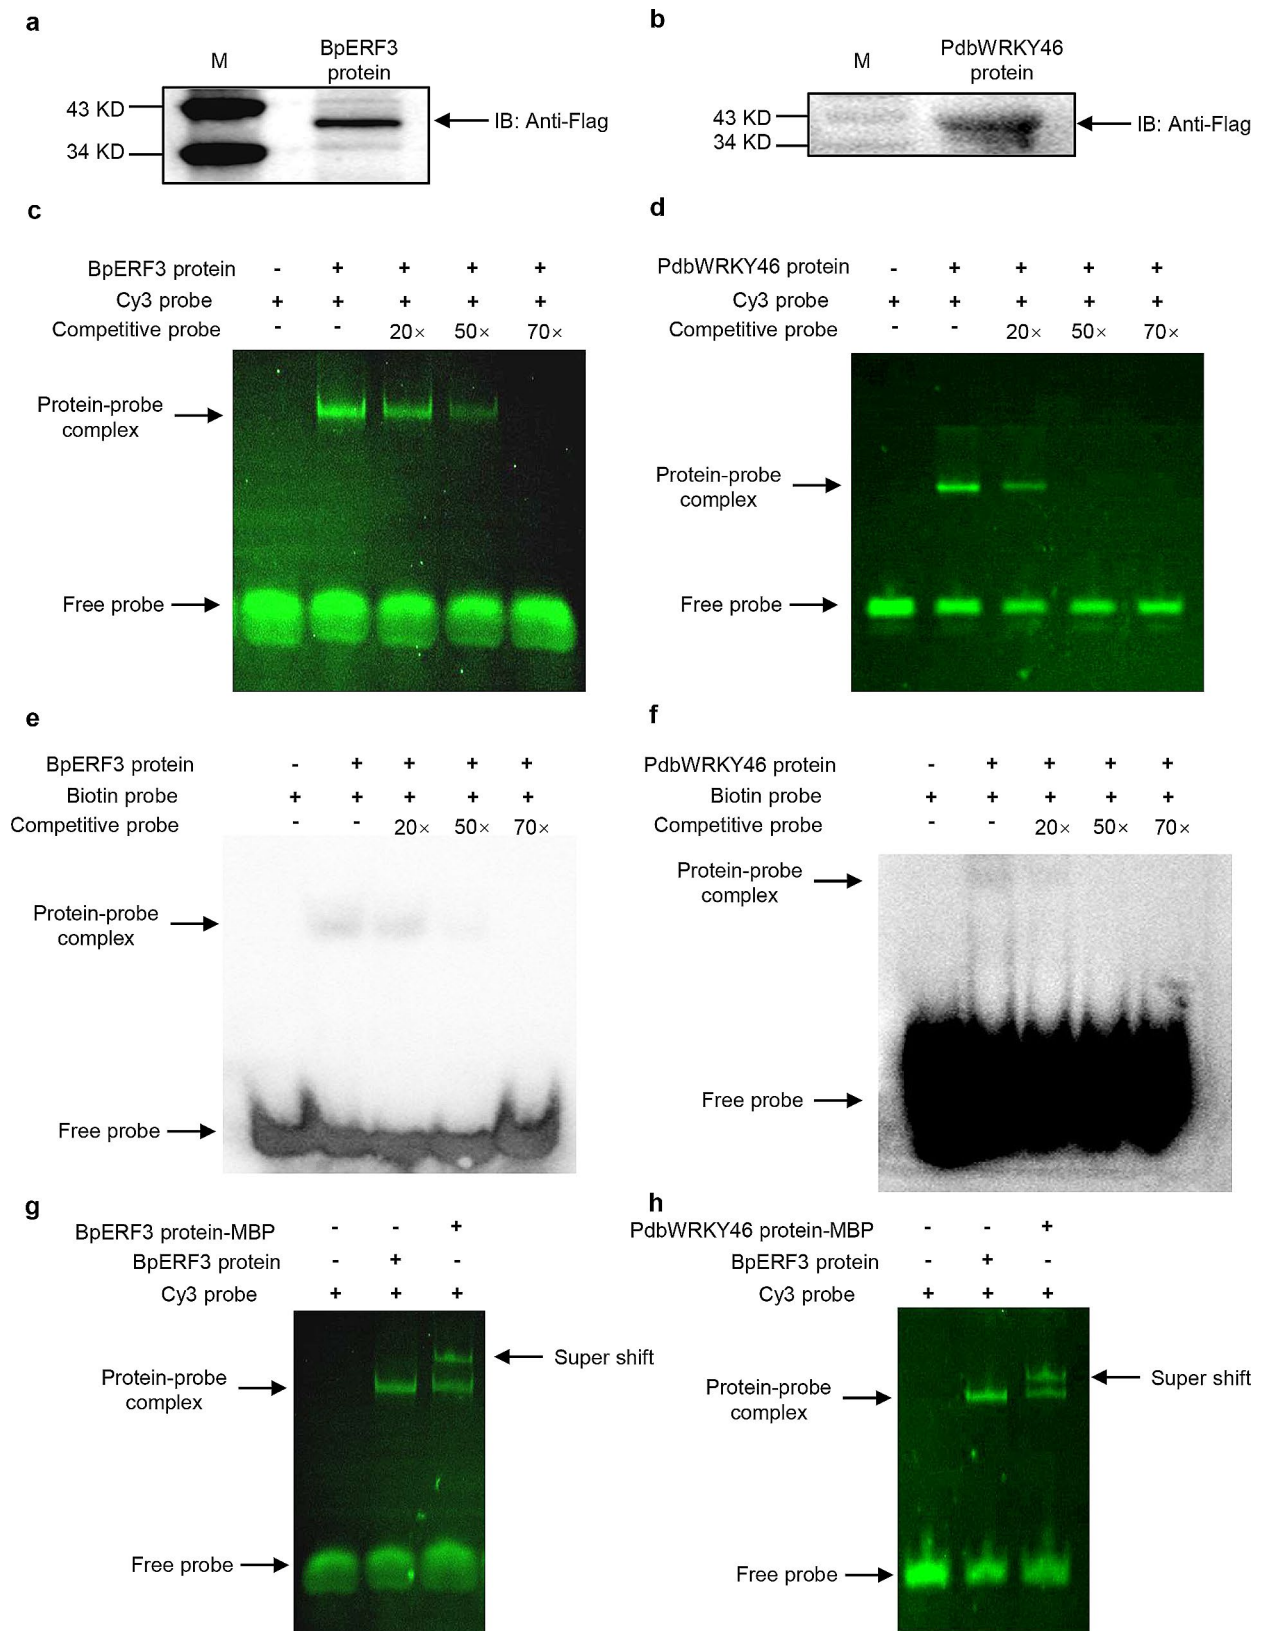 a
M
BpERF3
protein
43 KD
34 KD
IB: Anti-Flag
b
M
PdbWRKY46
protein
43 KD
34 KD
IB: Anti-Flag
c
BpERF3 protein - + + + +
Cy3 probe + + + + +
Competitive probe - - 20× 50× 70×
Protein-probe
complex
Free probe
d
PdbWRKY46 protein - + + + +
Cy3 probe + + + + +
Competitive probe - - 20× 50× 70×
Protein-probe
complex
Free probe
e
BpERF3 protein - + + + +
Biotin probe + + + + +
Competitive probe - - 20× 50× 70×
Protein-probe
complex
Free probe
f
PdbWRKY46 protein - + + + +
Biotin probe + + + + +
Competitive probe - - 20× 50× 70×
Protein-probe
complex
Free probe
g
BpERF3 protein-MBP - - +
BpERF3 protein - + -
Cy3 probe + + +
Super shift
Protein-probe
complex
Free probe
h
PdbWRKY46 protein-MBP - - +
BpERF3 protein - + -
Cy3 probe + + +
Super shift
Protein-probe
complex
Free probe